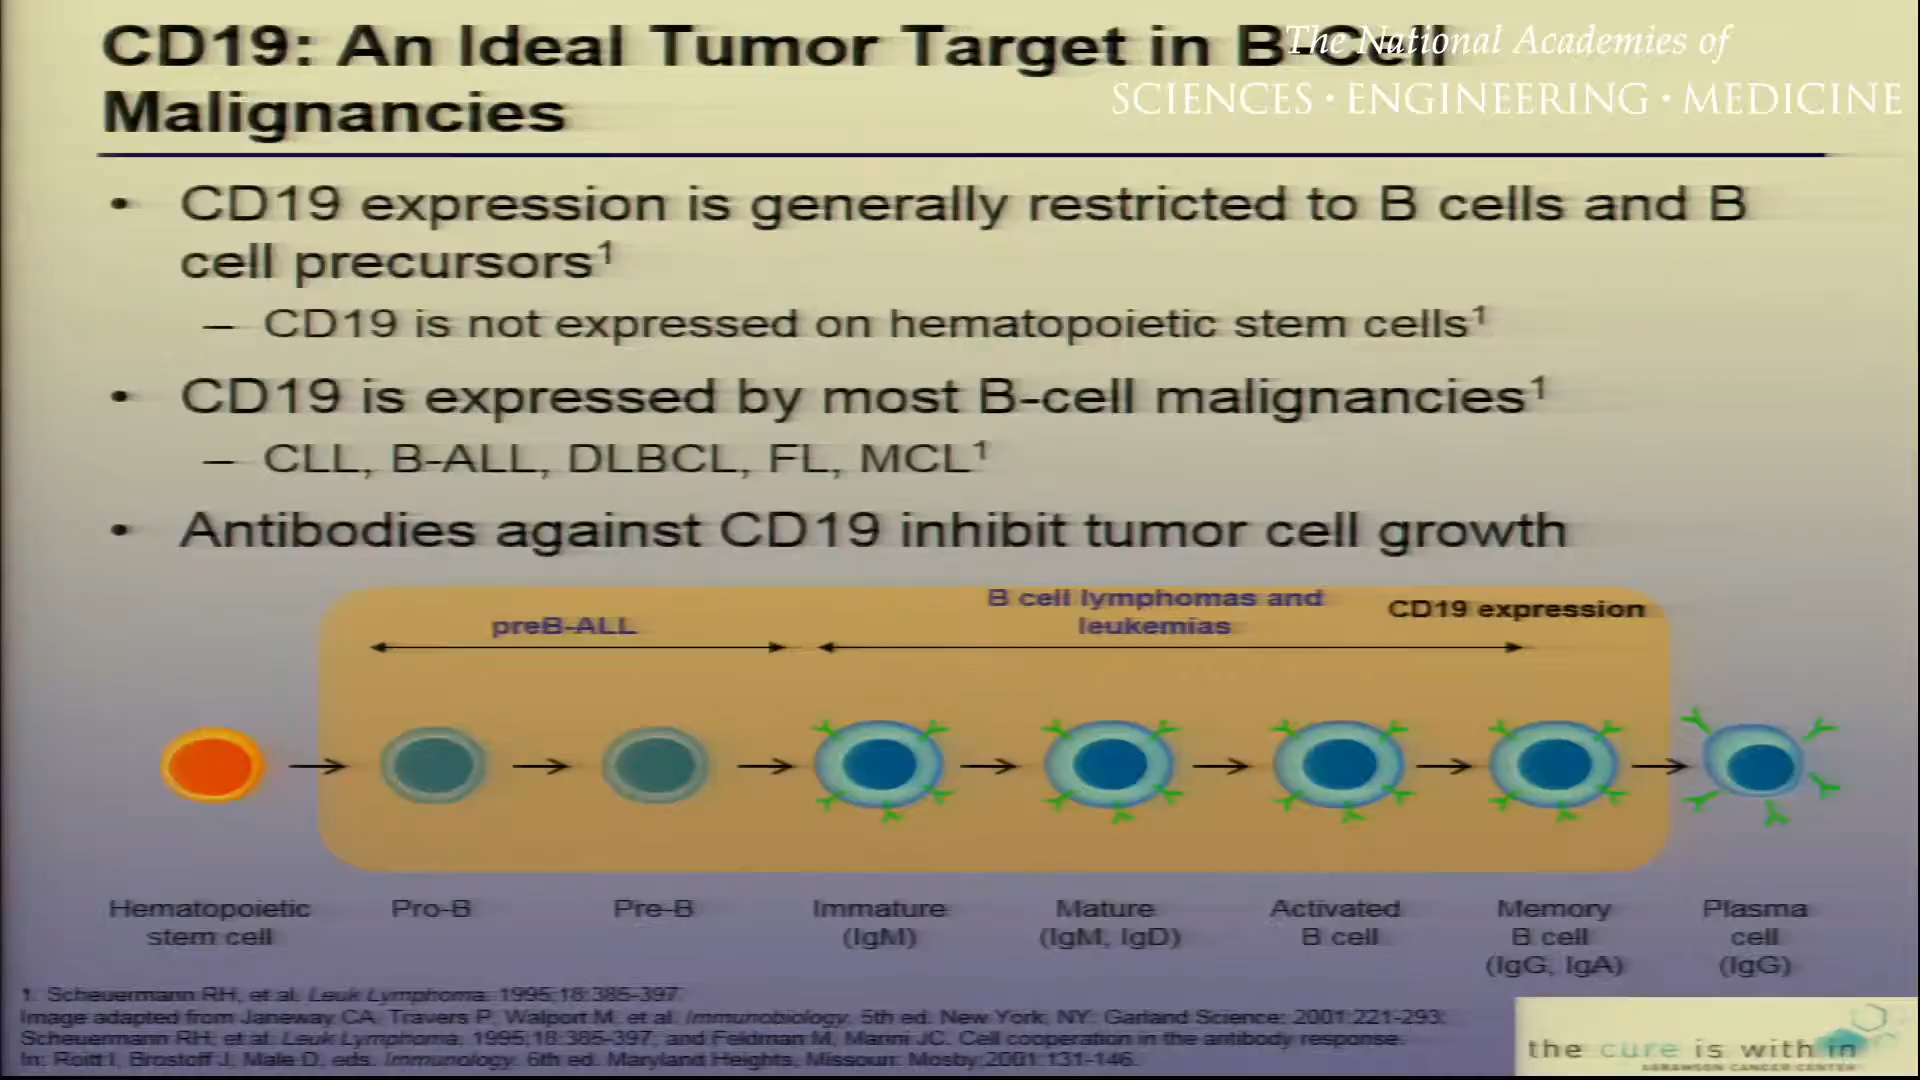 CD19: An Ideal Tumor Target in B-Cell
Malignancies
The National Academies of
SCIENCES · ENGINEERING · MEDICINE
• CD19 expression is generally restricted to B cells and B
cell precursors¹
– CD19 is not expressed on hematopoietic stem cells¹
• CD19 is expressed by most B-cell malignancies¹
– CLL, B-ALL, DLBCL, FL, MCL¹
• Antibodies against CD19 inhibit tumor cell growth
preB-ALL
B cell lymphomas and
leukemias
CD19 expression
Hematopoietic
stem cell
Pro-B
Pre-B
Immature
(IgM)
Mature
(IgM, IgD)
Activated
B cell
Memory
B cell
(IgG, IgA)
Plasma
cell
(IgG)
1. Scheuermann RH, et al. Leuk Lymphoma. 1995;18:385-397.
Image adapted from Janeway CA, Travers P, Walport M, et al. Immunobiology. 5th ed. New York, NY: Garland Science; 2001:221-293;
Scheuermann RH, et al. Leuk Lymphoma. 1995;18:385-397; and Feldman M, Marini JC. Cell cooperation in the antibody response.
In: Roitt I, Brostoff J, Male D, eds. Immunology. 6th ed. Maryland Heights, Missouri: Mosby;2001:131-146.
the cure is within
ABRAMSON CANCER CENTER